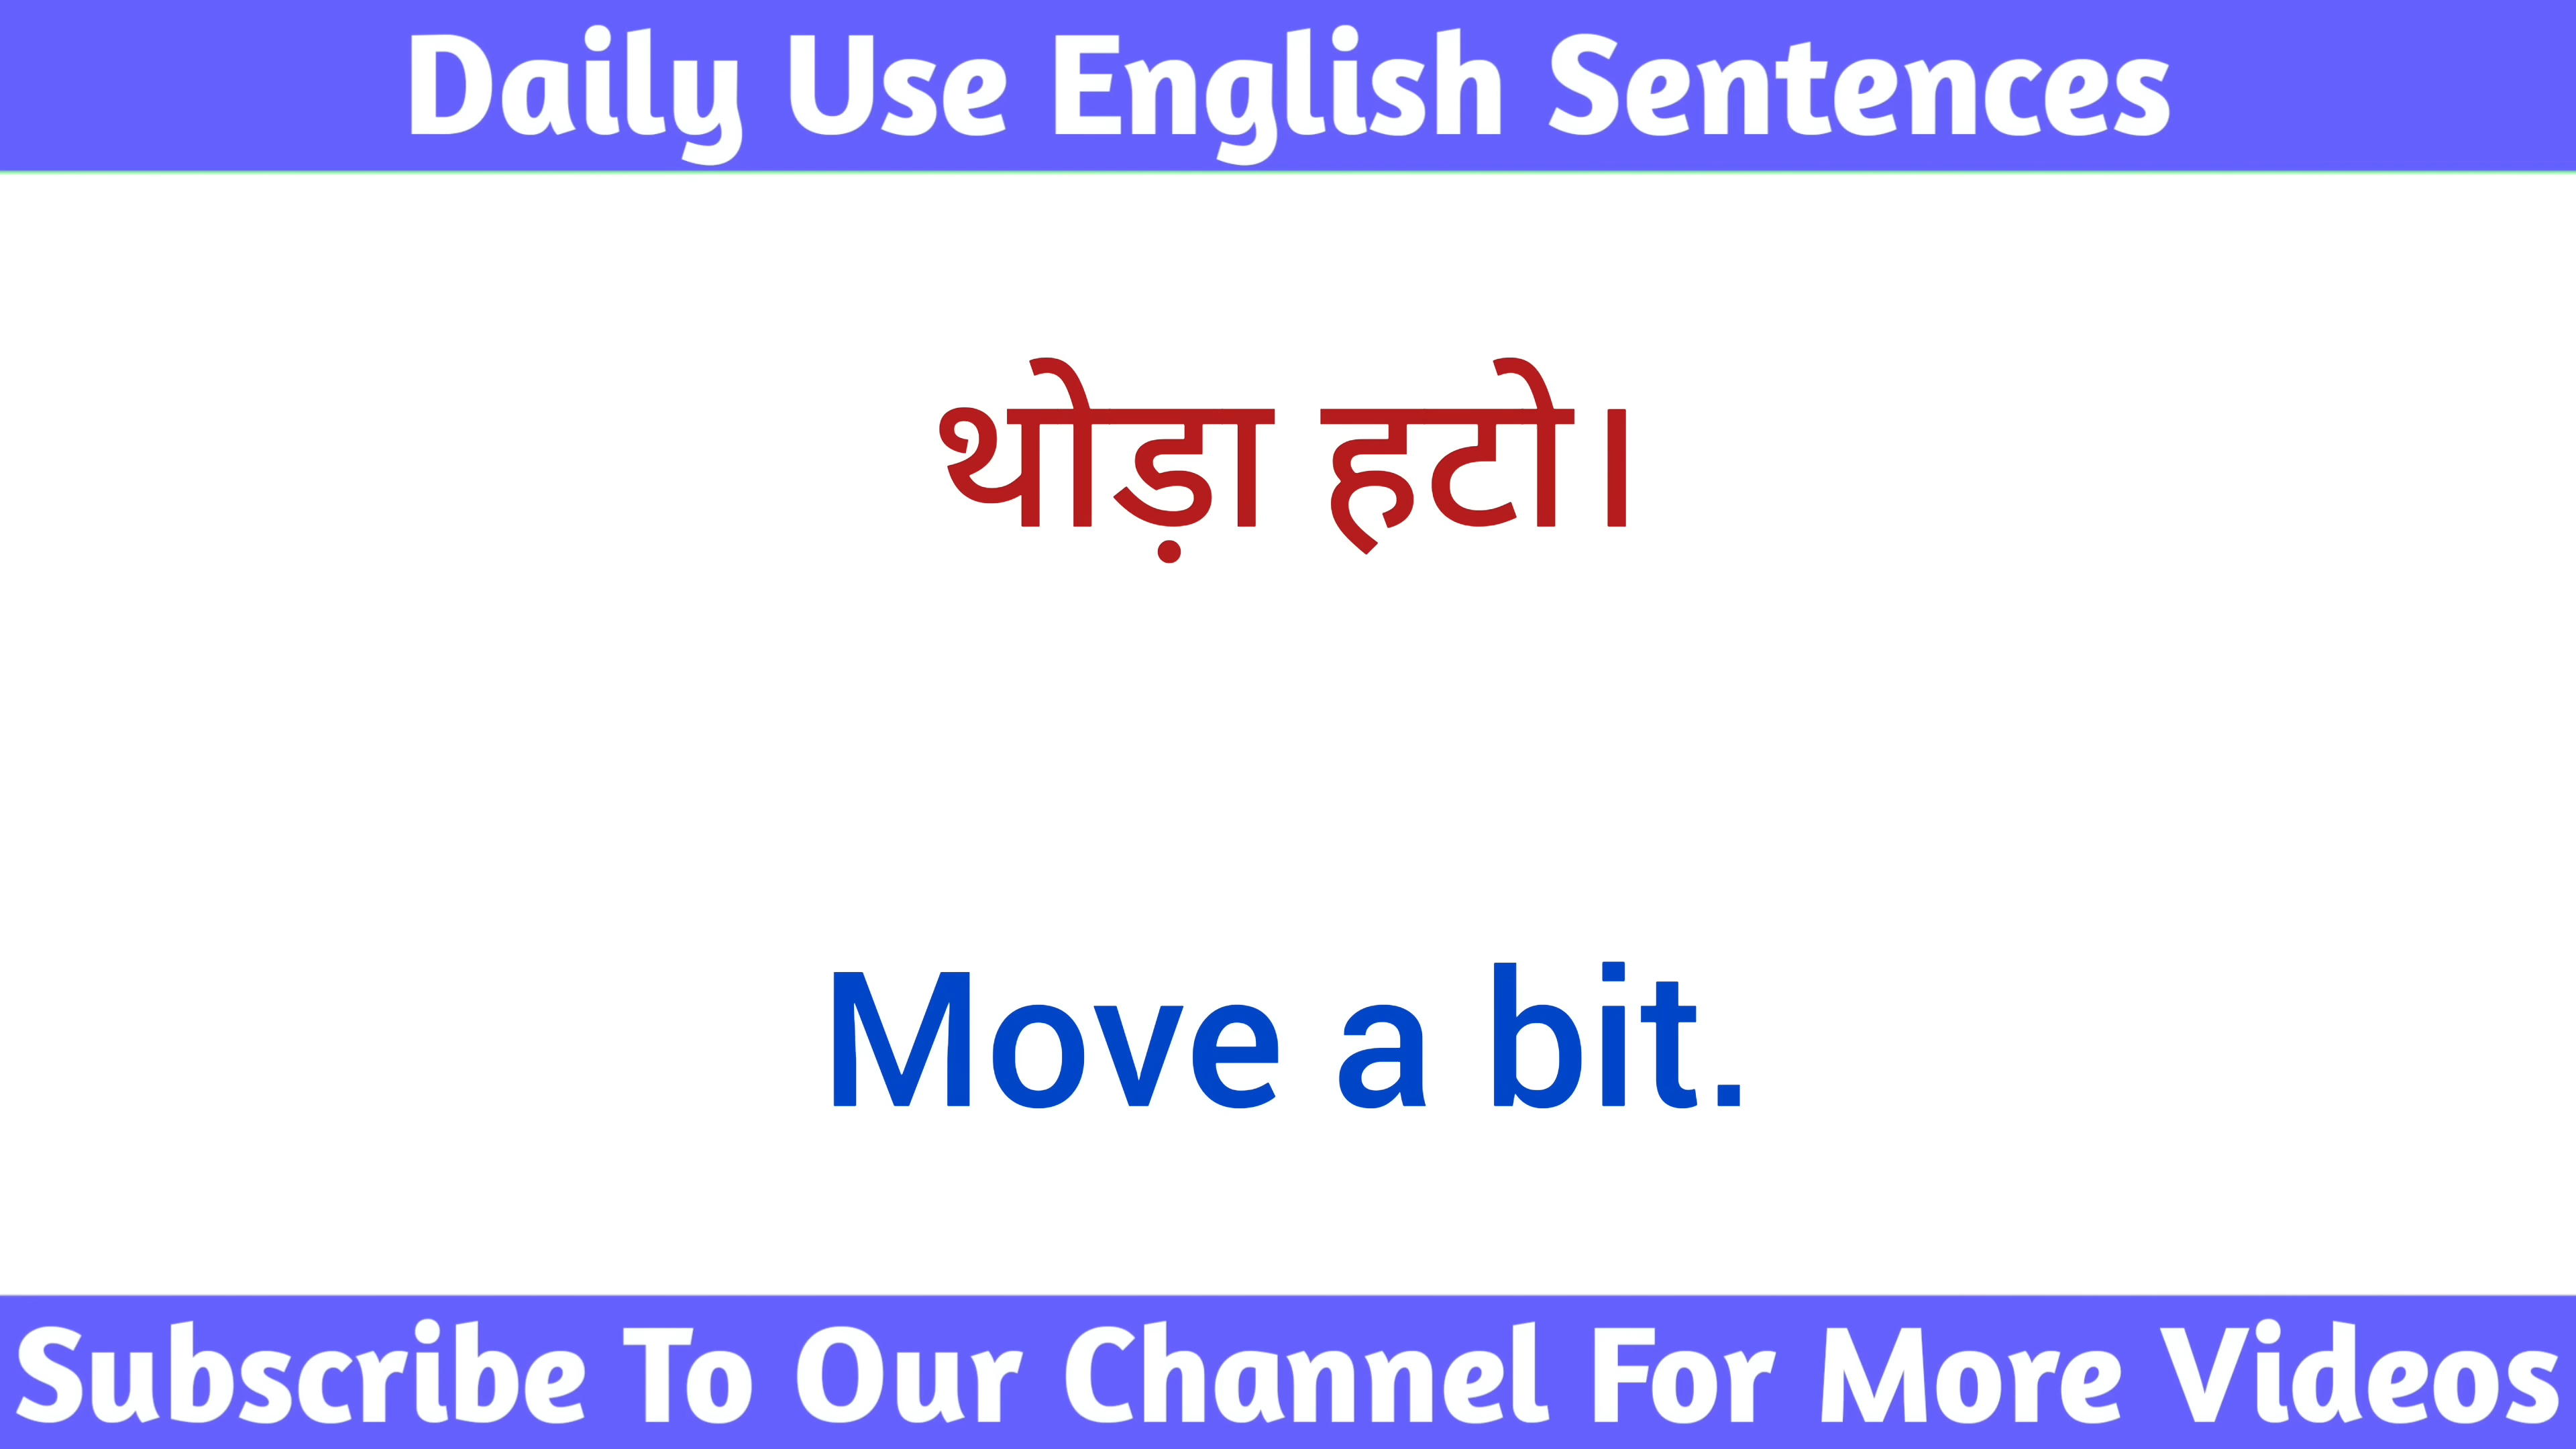 Daily Use English Sentences
थोड़ा हटो।
Move a bit.
Subscribe To Our Channel For More Videos